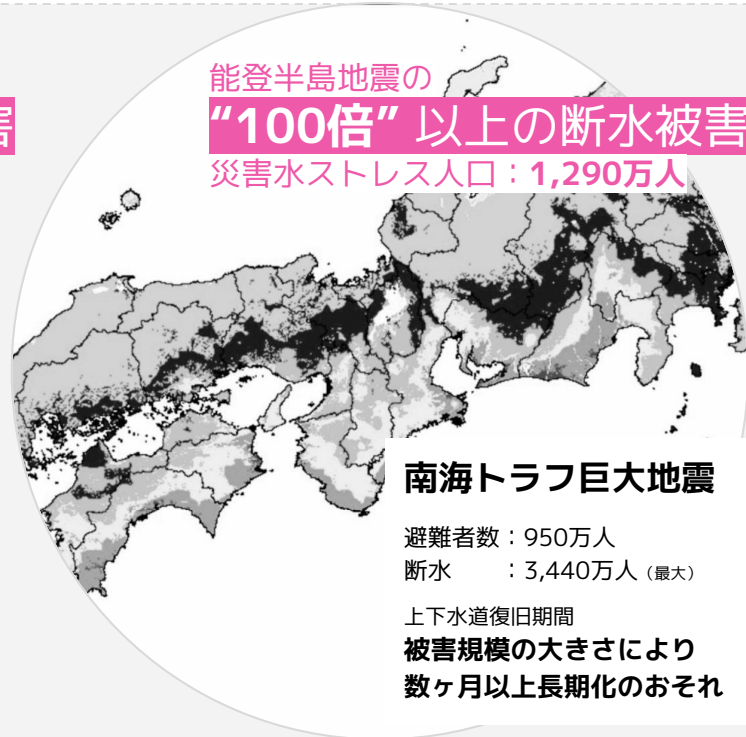 害
能登半島地震の
“100倍” 以上の断水被害
災害水ストレス人口：1,290万人
南海トラフ巨大地震
避難者数：950万人
断水　　：3,440万人（最大）
上下水道復旧期間
被害規模の大きさにより
数ヶ月以上長期化のおそれ